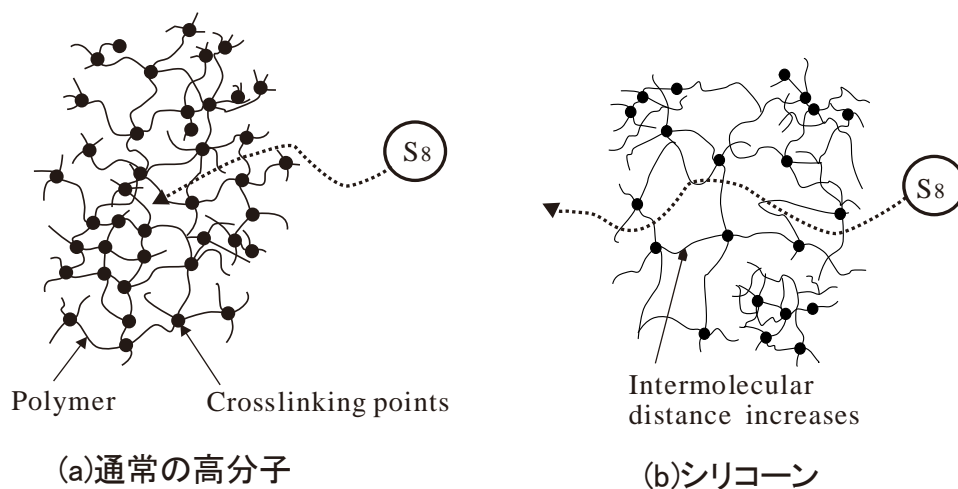 S8
S8
Polymer
Crosslinking points
Intermolecular
distance increases
(a)通常の高分子
(b)シリコーン